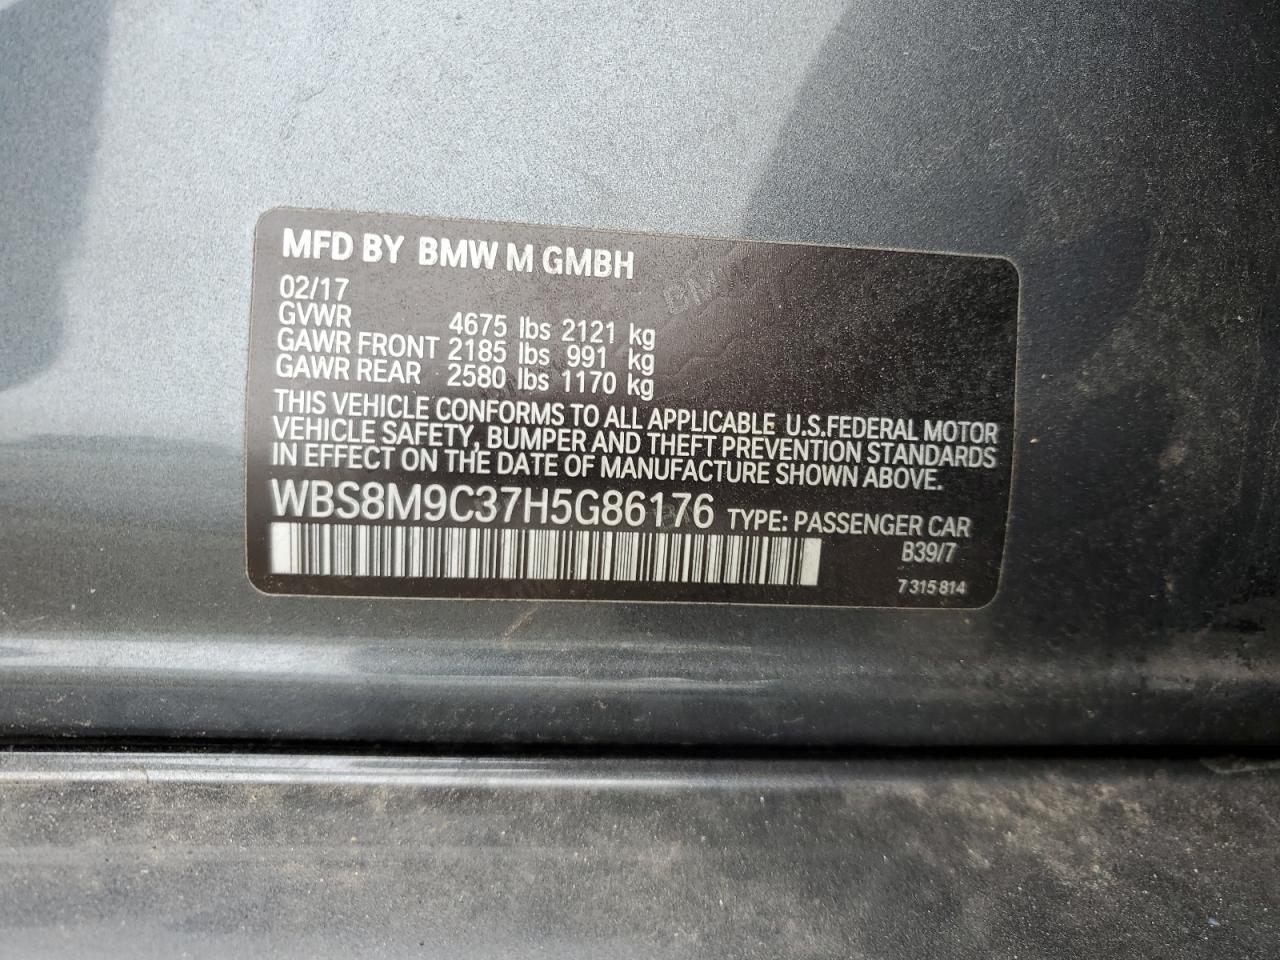 MFD BY BMW M GMBH
02/17
GVWR 4675 lbs 2121 kg
GAWR FRONT 2185 lbs 991 kg
GAWR REAR 2580 lbs 1170 kg
THIS VEHICLE CONFORMS TO ALL APPLICABLE U.S.FEDERAL MOTOR
VEHICLE SAFETY, BUMPER AND THEFT PREVENTION STANDARDS
IN EFFECT ON THE DATE OF MANUFACTURE SHOWN ABOVE.
WBS8M9C37H5G86176 TYPE: PASSENGER CAR
B39/7
7 315 814